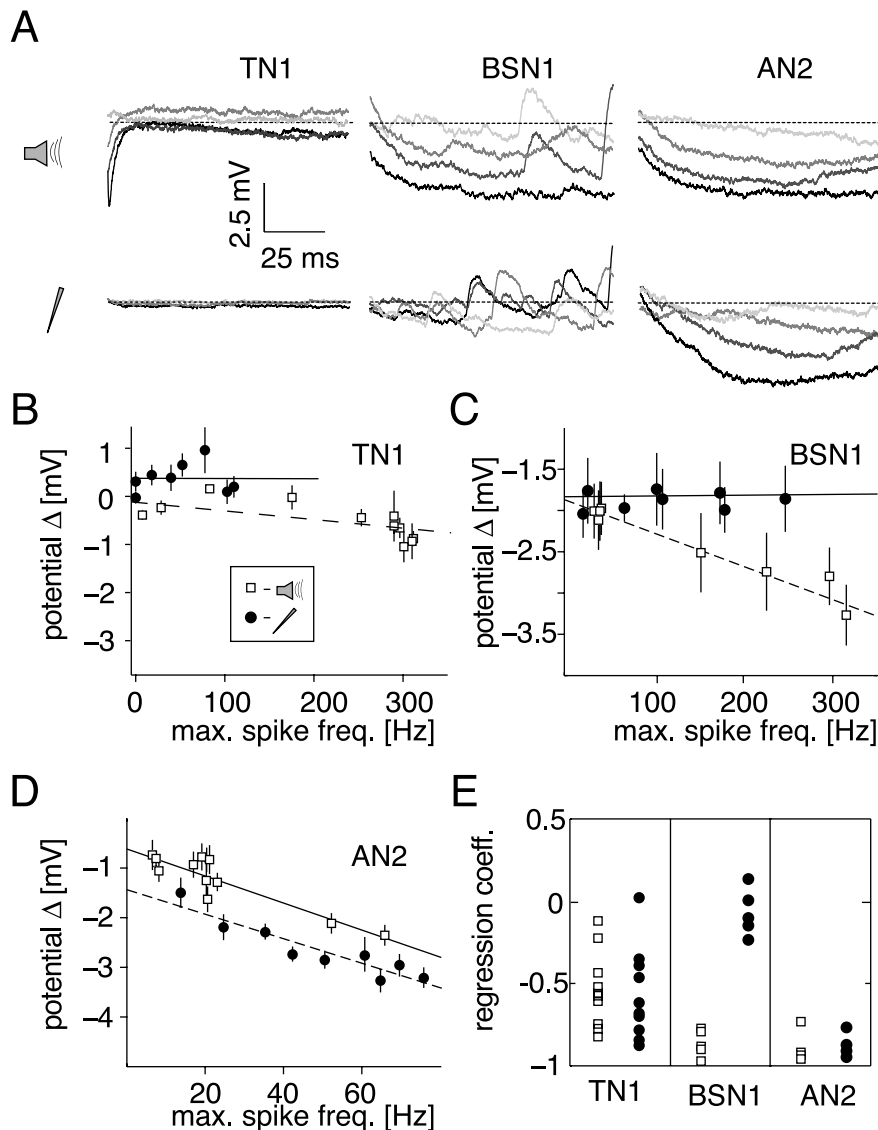 A
TN1
BSN1
AN2
2.5 mV
25 ms
B
TN1
potential Δ [mV]
1
0
−1
−2
−3
0
100
200
300
max. spike freq. [Hz]
C
BSN1
potential Δ [mV]
−1.5
−2.5
−3.5
100
200
300
max. spike freq. [Hz]
D
AN2
potential Δ [mV]
−1
−2
−3
−4
20
40
60
max. spike freq. [Hz]
E
regression coeff.
0.5
0
-0.5
−1
TN1
BSN1
AN2